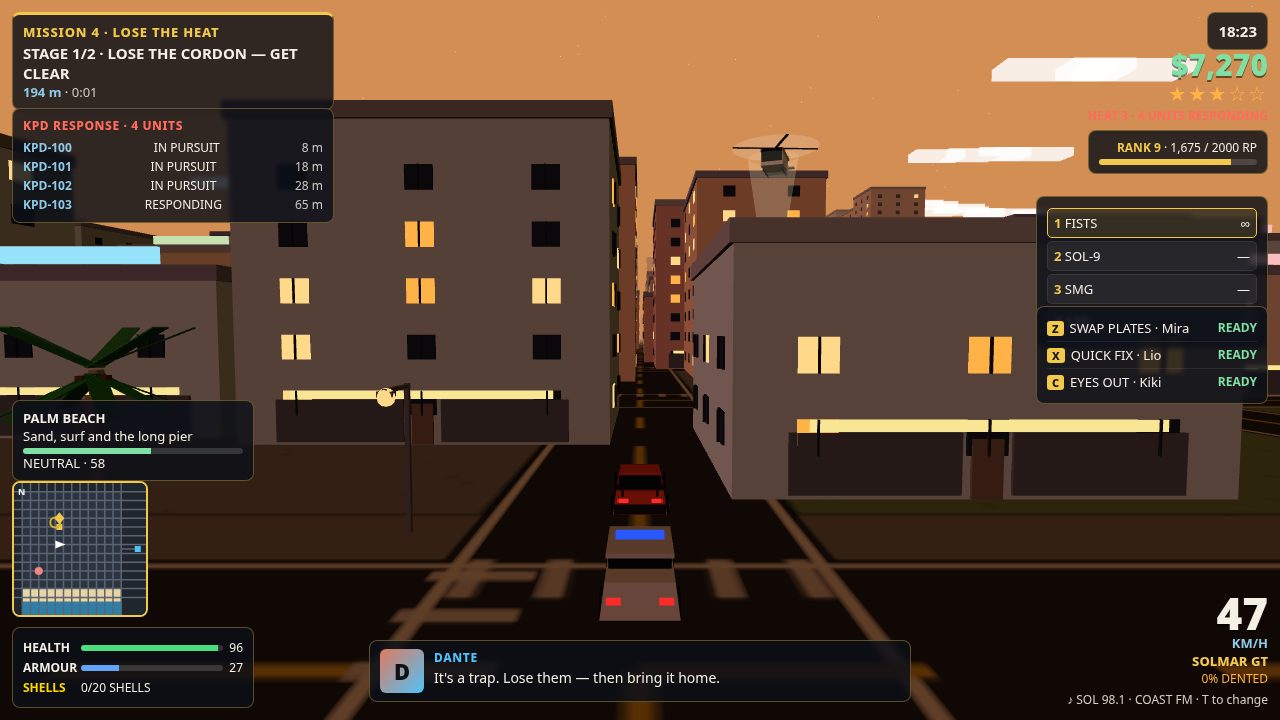 MISSION 4 · LOSE THE HEAT
STAGE 1/2 · LOSE THE CORDON — GET
CLEAR
194 m · 0:01
KPD RESPONSE · 4 UNITS
KPD-100 IN PURSUIT 8 m
KPD-101 IN PURSUIT 18 m
KPD-102 IN PURSUIT 28 m
KPD-103 RESPONDING 65 m
18:23
$7,270
★★★☆☆
HEAT 3 · 4 UNITS RESPONDING
RANK 9 · 1,675 / 2000 RP
1 FISTS ∞
2 SOL-9 —
3 SMG —
Z SWAP PLATES · Mira READY
X QUICK FIX · Lio READY
C EYES OUT · Kiki READY
PALM BEACH
Sand, surf and the long pier
NEUTRAL · 58
N
HEALTH 96
ARMOUR 27
SHELLS 0/20 SHELLS
D
DANTE
It's a trap. Lose them — then bring it home.
47
KM/H
SOLMAR GT
0% DENTED
♪ SOL 98.1 · COAST FM · T to change